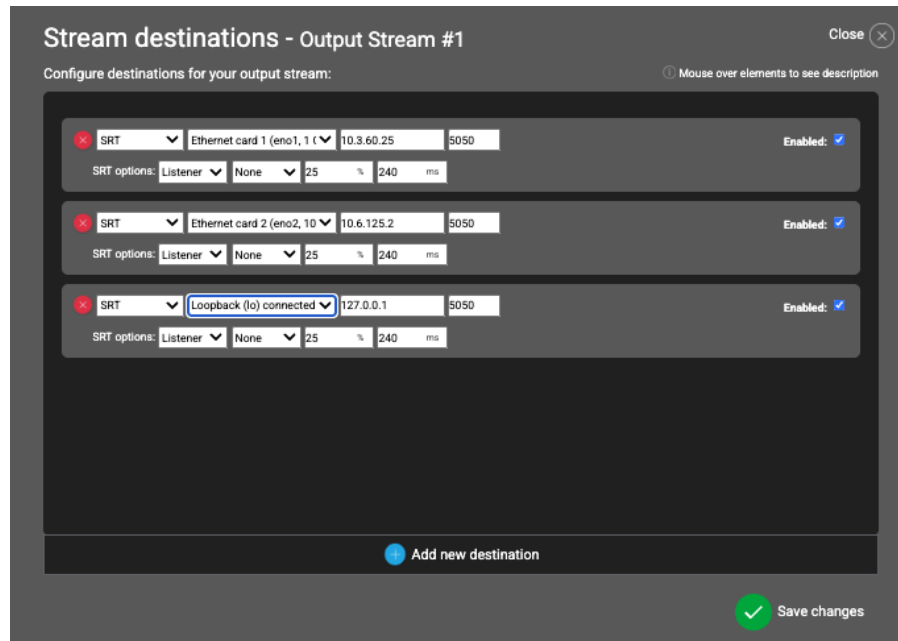 Stream destinations - Output Stream #1
Close
Configure destinations for your output stream:
Mouse over elements to see description
SRT Ethernet card 1 (eno1, 1 ( 10.3.60.25 5050 Enabled:
SRT options: Listener None 25 % 240 ms
SRT Ethernet card 2 (eno2, 10 10.6.125.2 5050 Enabled:
SRT options: Listener None 25 % 240 ms
SRT Loopback (lo) connected 127.0.0.1 5050 Enabled:
SRT options: Listener None 25 % 240 ms
Add new destination
Save changes